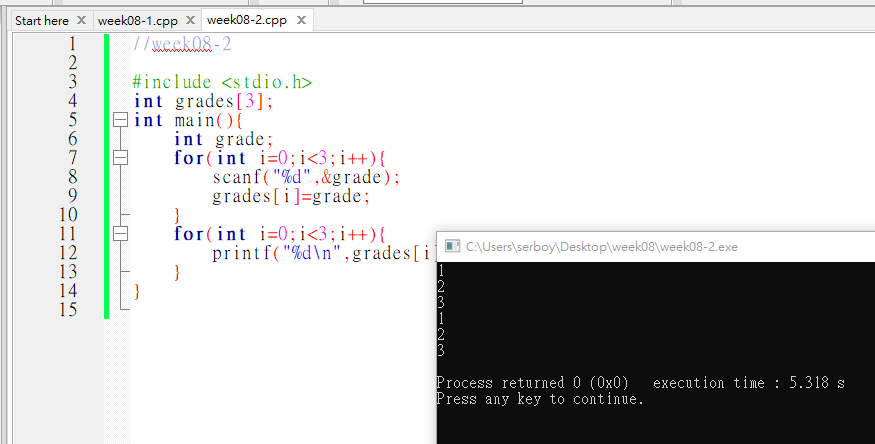 Start here week08-1.cpp week08-2.cpp
1 //week08-2
2
3 #include <stdio.h>
4 int grades[3];
5 int main(){
6 int grade;
7 for(int i=0;i<3;i++){
8 scanf("%d",&grade);
9 grades[i]=grade;
10 }
11 for(int i=0;i<3;i++){
12 printf("%d\n",grades[i
13 }
14 }
15
C:\Users\serboy\Desktop\week08\week08-2.exe
1
2
3
1
2
3
Process returned 0 (0x0) execution time : 5.318 s
Press any key to continue.